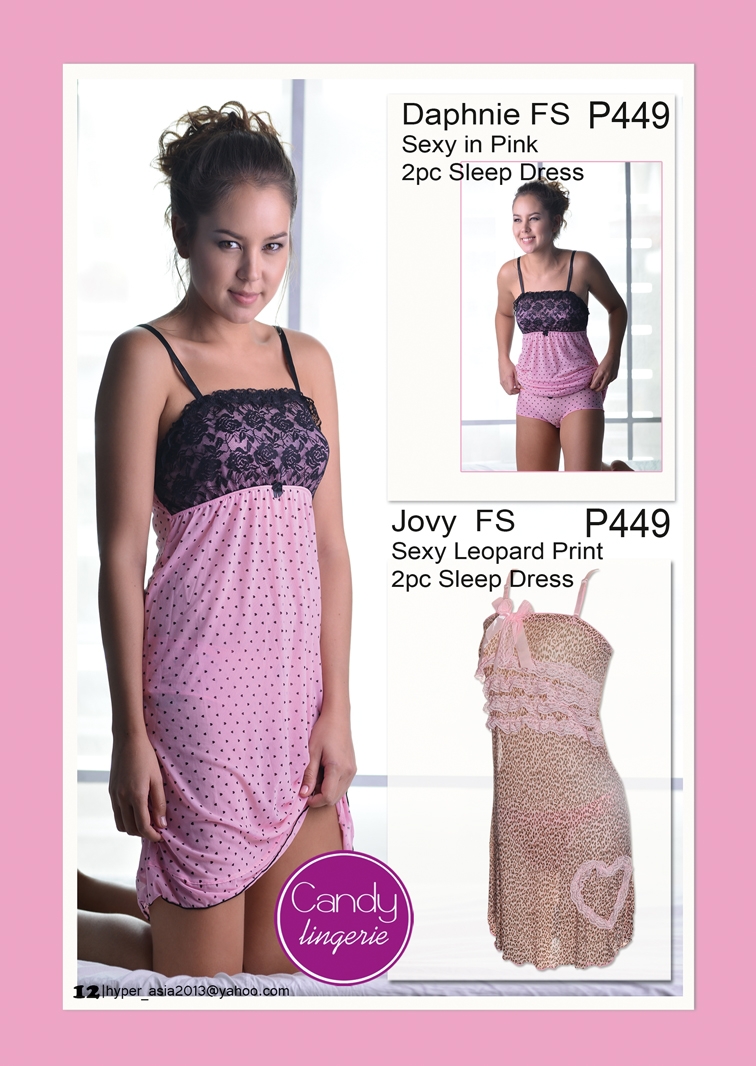 Daphnie FS P449
Sexy in Pink
2pc Sleep Dress
Jovy FS P449
Sexy Leopard Print
2pc Sleep Dress
Candy
lingerie
12|hyper_asia2013@yahoo.com